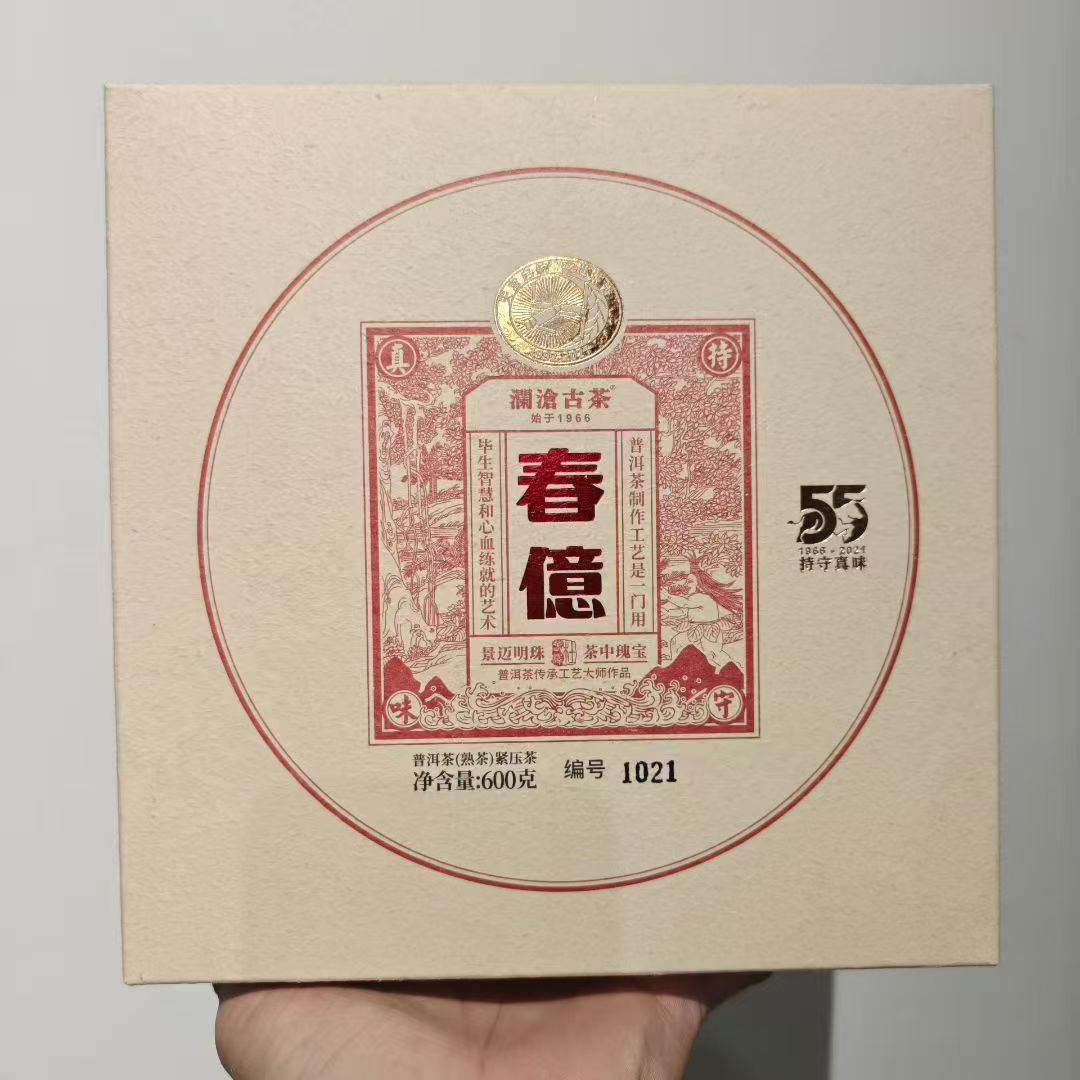 真
持
瀾滄古茶
始于1966
春億
普洱茶制作工艺是一门用
毕生智慧和心血练就的艺术
景迈明珠 茶中瑰宝
普洱茶传承工艺大师作品
味
守
55
1966-2021
持守真味
普洱茶(熟茶)紧压茶
净含量:600克
编号 1021